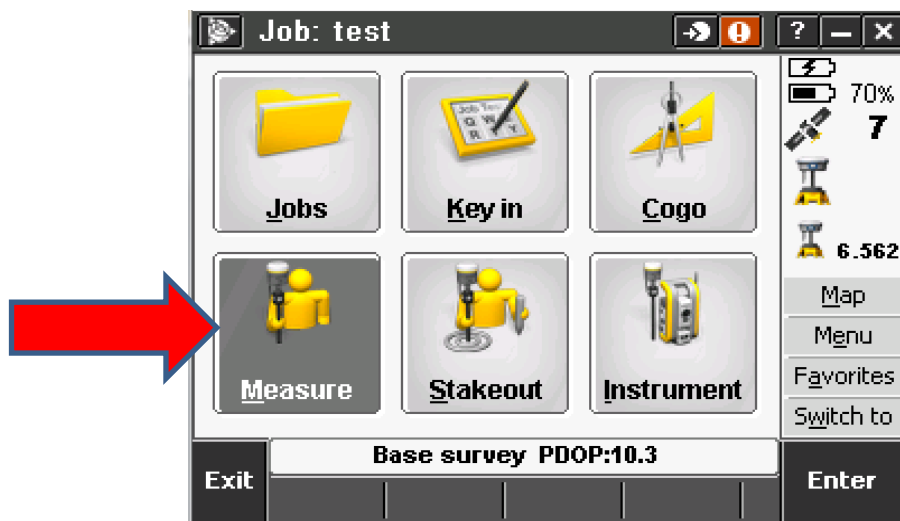 Job: test
?
70%
7
Jobs
Key in
Cogo
6.562
Map
Menu
Favorites
Switch to
Measure
Stakeout
Instrument
Base survey PDOP:10.3
Exit
Enter